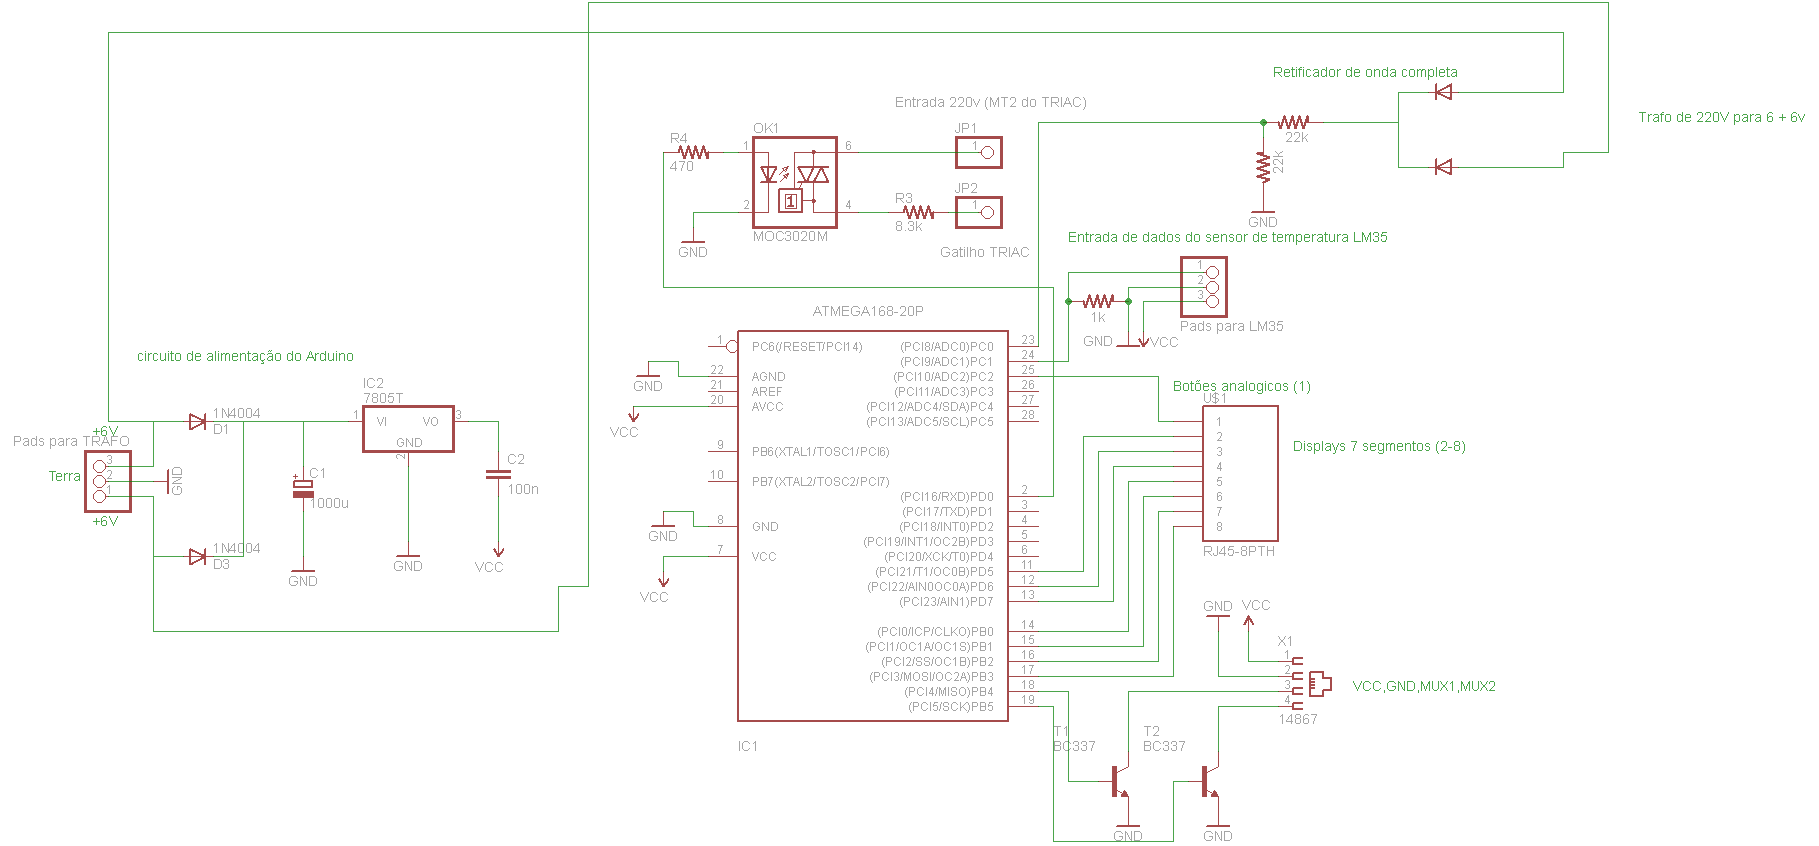 Retificador de onda completa
Trafo de 220V para 6 + 6v
22k
22k
GND
Entrada 220v (MT2 do TRIAC)
R4
470
OK1
1
2
6
4
1
MOC3020M
GND
JP1
1
JP2
1
R3
8.3k
Gatilho TRIAC
Entrada de dados do sensor de temperatura LM35
1
2
3
1k
Pads para LM35
GND
VCC
circuito de alimentação do Arduino
IC2
7805T
1
3
VI
VO
GND
2
1N4004
D1
+6V
Pads para TRAFO
3
2
1
Terra
GND
+6V
C1
+
1000u
GND
1N4004
D3
GND
C2
100n
VCC
ATMEGA168-20P
1
PC6(/RESET/PCI14)
22
AGND
21
AREF
20
AVCC
9
PB6(XTAL1/TOSC1/PCI6)
10
PB7(XTAL2/TOSC2/PCI7)
8
GND
7
VCC
GND
VCC
GND
VCC
(PCI8/ADC0)PC0
23
(PCI9/ADC1)PC1
24
(PCI10/ADC2)PC2
25
(PCI11/ADC3)PC3
26
(PCI12/ADC4/SDA)PC4
27
(PCI13/ADC5/SCL)PC5
28
(PCI16/RXD)PD0
2
(PCI17/TXD)PD1
3
(PCI18/INT0)PD2
4
(PCI19/INT1/OC2B)PD3
5
(PCI20/XCK/T0)PD4
6
(PCI21/T1/OC0B)PD5
11
(PCI22/AIN0OC0A)PD6
12
(PCI23/AIN1)PD7
13
(PCI0/ICP/CLKO)PB0
14
(PCI1/OC1A/OC1S)PB1
15
(PCI2/SS/OC1B)PB2
16
(PCI3/MOSI/OC2A)PB3
17
(PCI4/MISO)PB4
18
(PCI5/SCK)PB5
19
IC1
Botões analogicos (1)
U$1
1
2
3
4
5
6
7
8
RJ45-8PTH
Displays 7 segmentos (2-8)
GND
VCC
X1
1
2
3
4
14867
VCC,GND,MUX1,MUX2
T1
BC337
T2
BC337
GND
GND